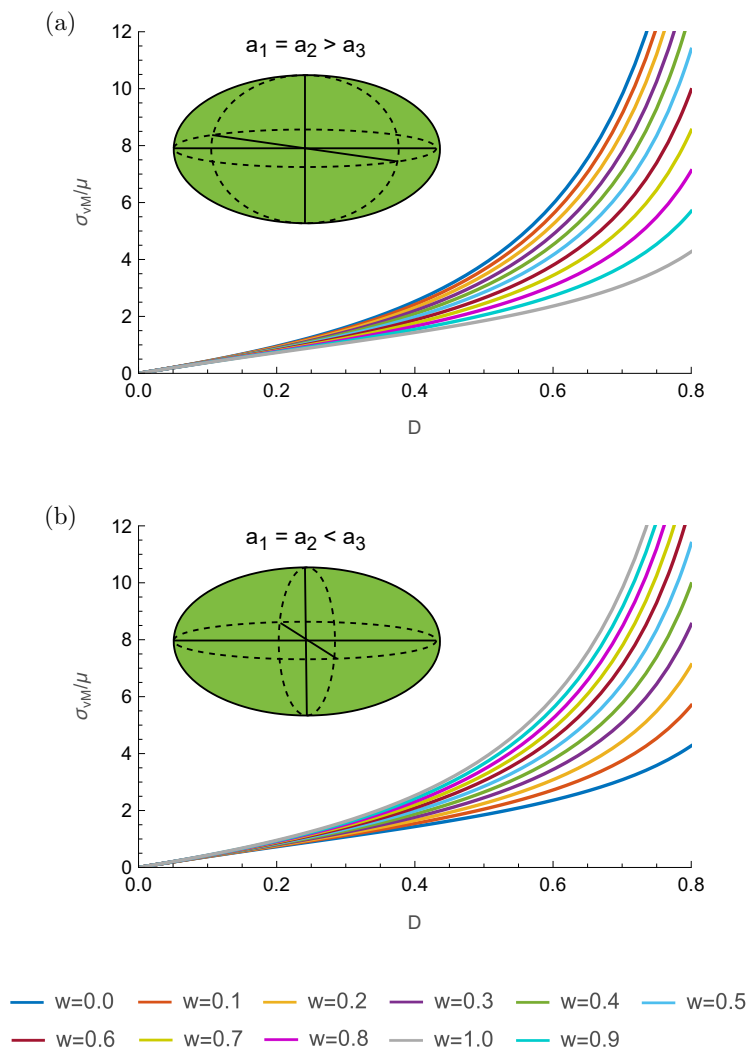 (a)
a1 = a2 > a3
12
10
8
6
4
2
0
σvM/μ
0.0 0.2 0.4 0.6 0.8
D
(b)
a1 = a2 < a3
12
10
8
6
4
2
0
σvM/μ
0.0 0.2 0.4 0.6 0.8
D
w=0.0 w=0.1 w=0.2 w=0.3 w=0.4 w=0.5
w=0.6 w=0.7 w=0.8 w=1.0 w=0.9